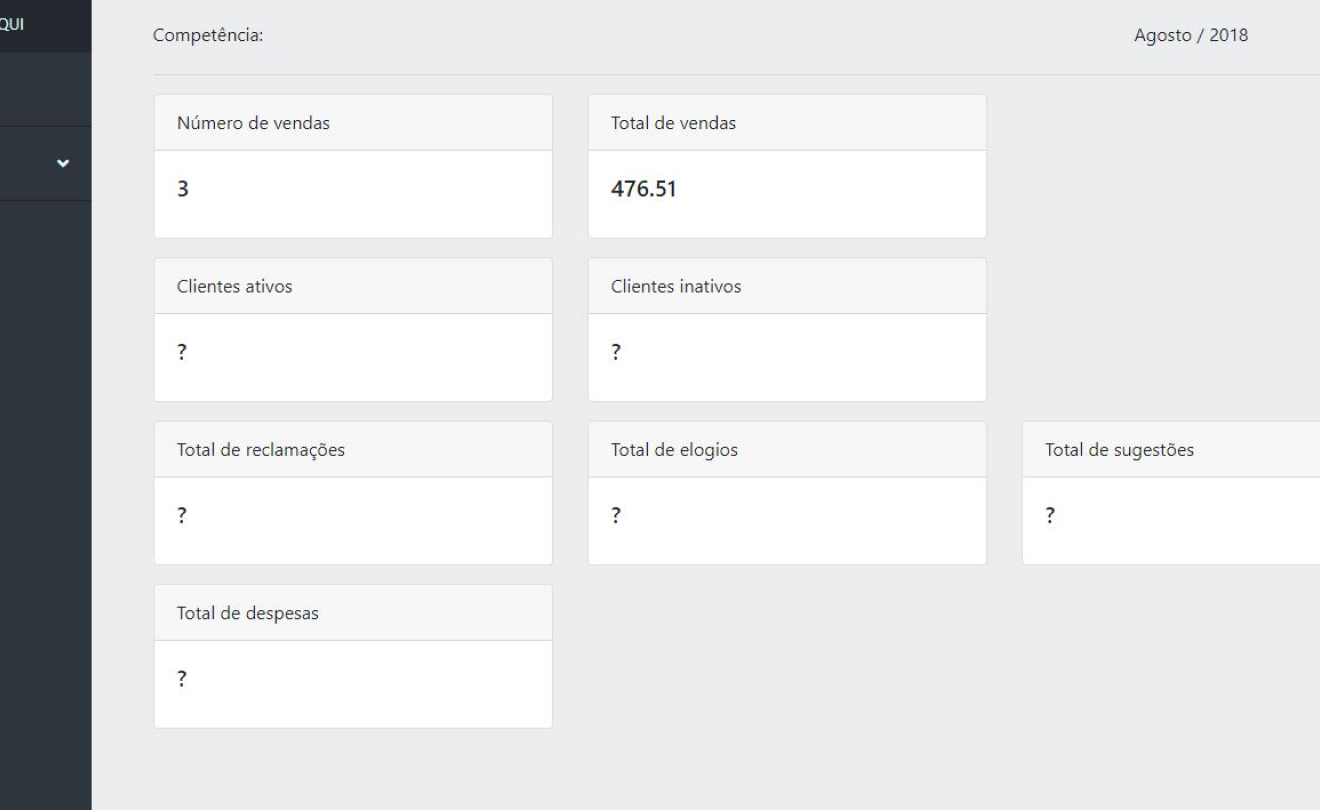 QUI
Competência:
Agosto / 2018
Número de vendas
3
Total de vendas
476.51
Clientes ativos
?
Clientes inativos
?
Total de reclamações
?
Total de elogios
?
Total de sugestões
?
Total de despesas
?